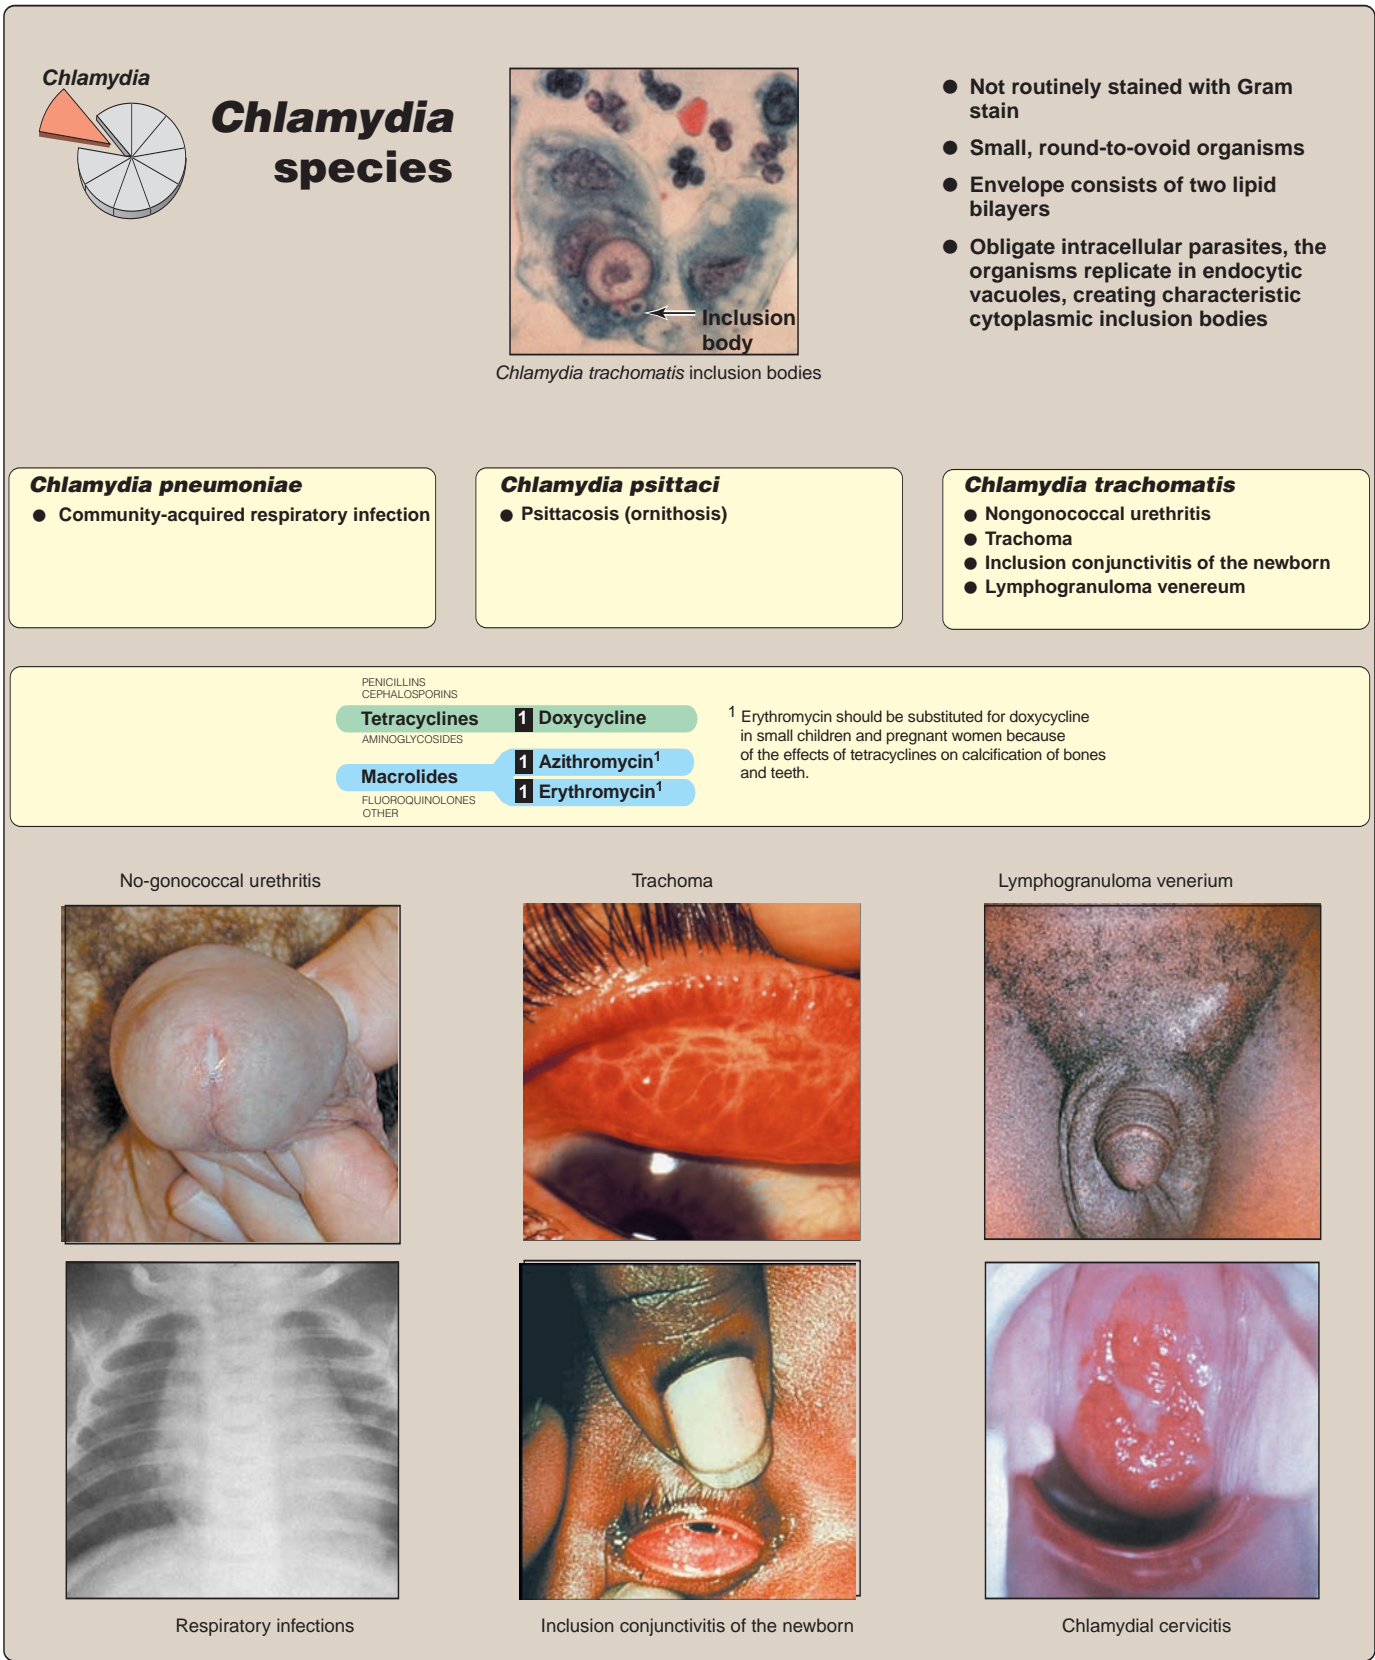 Chlamydia
Chlamydia
species
Inclusion
body
Chlamydia trachomatis inclusion bodies
● Not routinely stained with Gram
stain
● Small, round-to-ovoid organisms
● Envelope consists of two lipid
bilayers
● Obligate intracellular parasites, the
organisms replicate in endocytic
vacuoles, creating characteristic
cytoplasmic inclusion bodies
Chlamydia pneumoniae
● Community-acquired respiratory infection
Chlamydia psittaci
● Psittacosis (ornithosis)
Chlamydia trachomatis
● Nongonococcal urethritis
● Trachoma
● Inclusion conjunctivitis of the newborn
● Lymphogranuloma venereum
PENICILLINS
CEPHALOSPORINS
Tetracyclines 1 Doxycycline
AMINOGLYCOSIDES
Macrolides
1 Azithromycin¹
1 Erythromycin¹
FLUOROQUINOLONES
OTHER
¹ Erythromycin should be substituted for doxycycline
in small children and pregnant women because
of the effects of tetracyclines on calcification of bones
and teeth.
No-gonococcal urethritis
Trachoma
Lymphogranuloma venerium
Respiratory infections
Inclusion conjunctivitis of the newborn
Chlamydial cervicitis